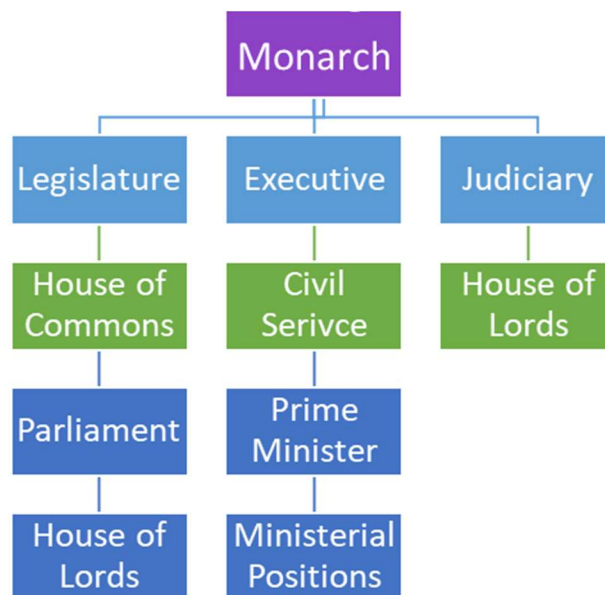 Monarch
Legislature
Executive
Judiciary
House of
Commons
Civil
Serivce
House of
Lords
Parliament
Prime
Minister
House of
Lords
Ministerial
Positions